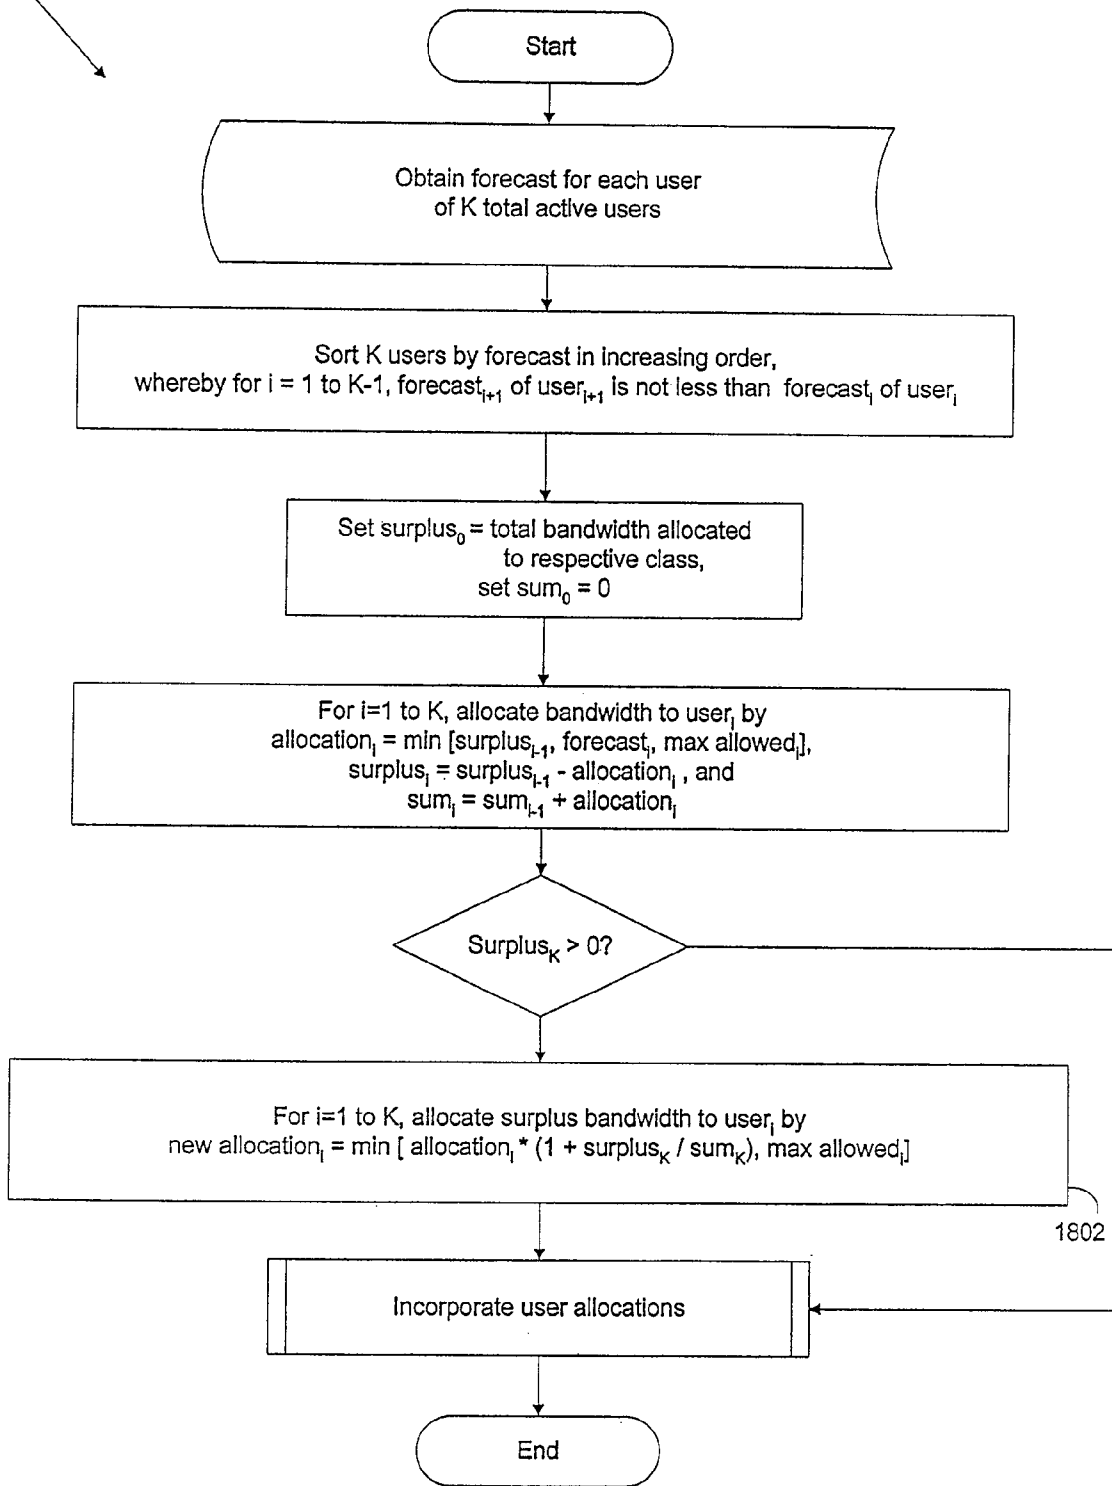 Start
Obtain forecast for each user
of K total active users
Sort K users by forecast in increasing order,
whereby for i = 1 to K-1, forecast_{i+1} of user_{i+1} is not less than forecast_i of user_i
Set surplus_0 = total bandwidth allocated
to respective class,
set sum_0 = 0
For i=1 to K, allocate bandwidth to user_i by
allocation_i = min [surplus_{i-1}, forecast_i, max allowed_i],
surplus_i = surplus_{i-1} - allocation_i , and
sum_i = sum_{i-1} + allocation_i
Surplus_K > 0?
For i=1 to K, allocate surplus bandwidth to user_i by
new allocation_i = min [ allocation_i * (1 + surplus_K / sum_K), max allowed_i]
1802
Incorporate user allocations
End